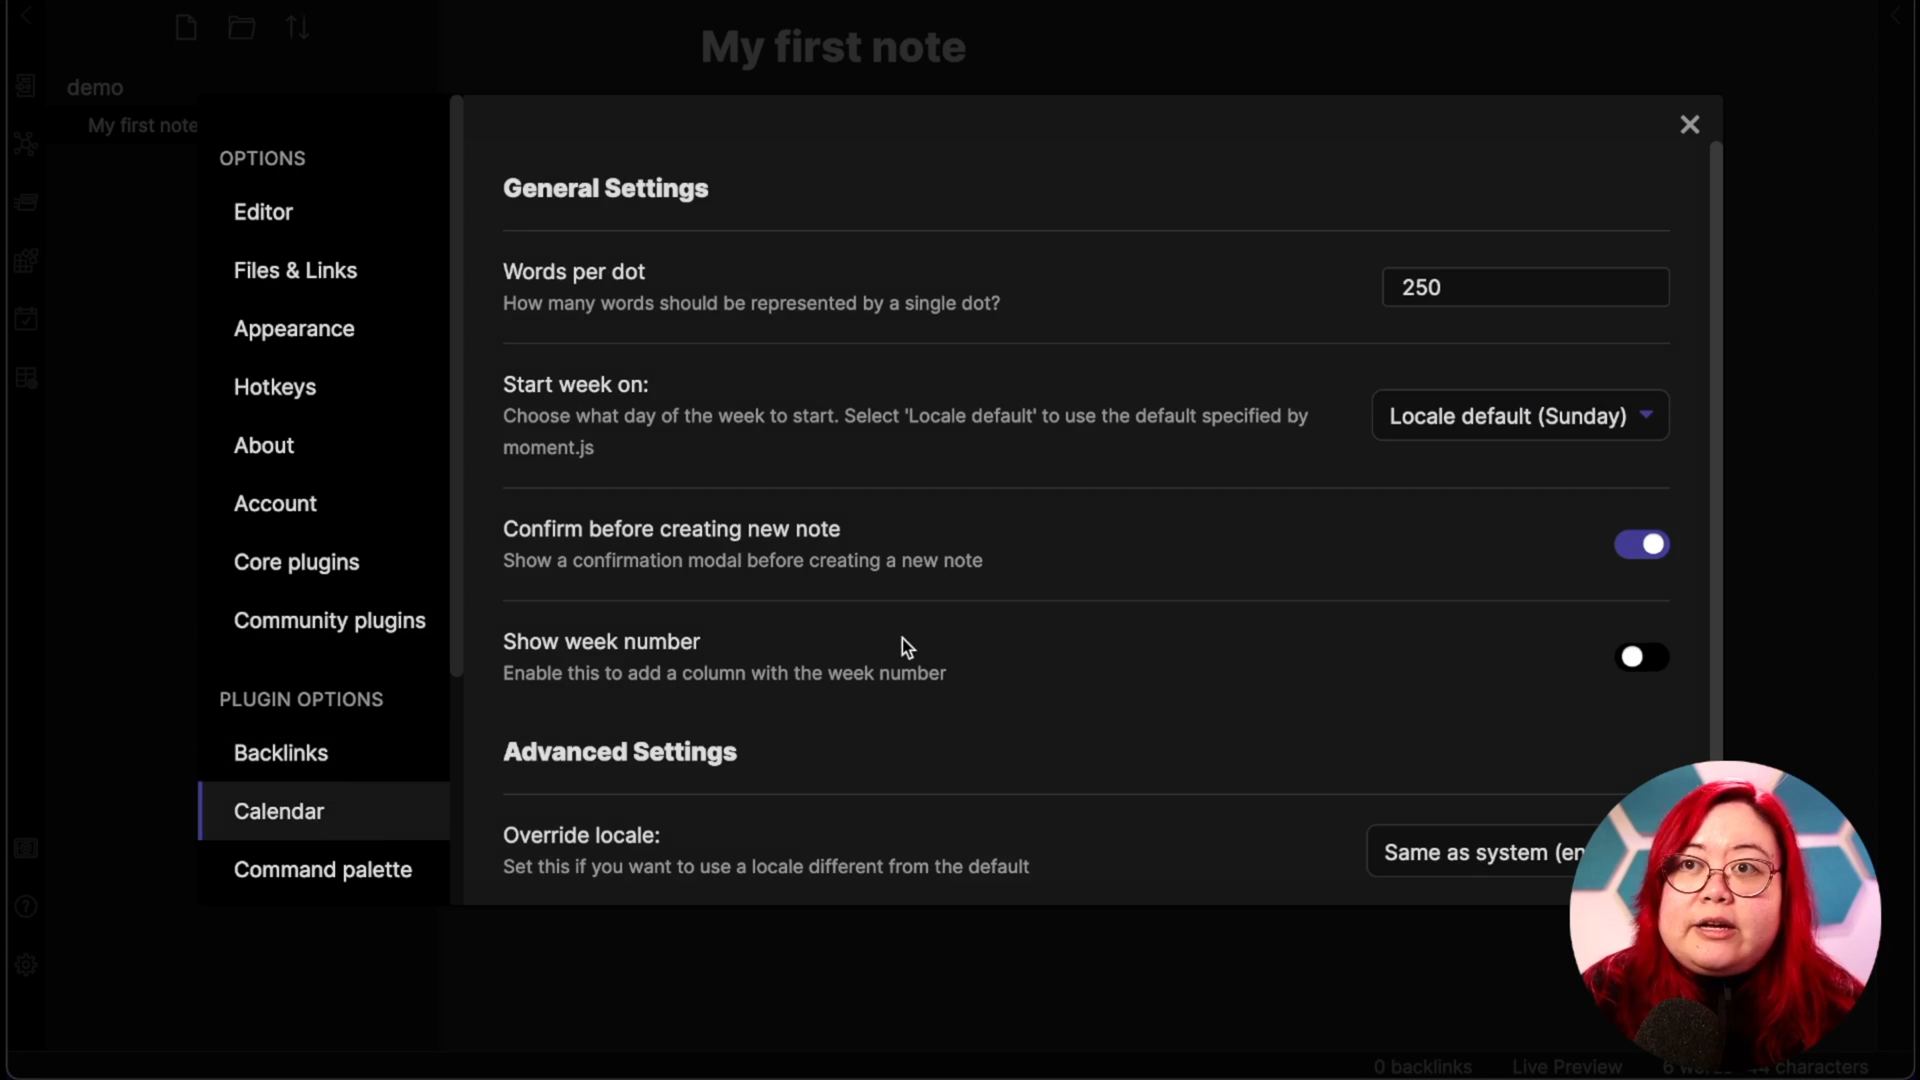 My first note
demo
My first note
OPTIONS
Editor
Files & Links
Appearance
Hotkeys
About
Account
Core plugins
Community plugins
PLUGIN OPTIONS
Backlinks
Calendar
Command palette
General Settings
Words per dot
How many words should be represented by a single dot?
250
Start week on:
Choose what day of the week to start. Select 'Locale default' to use the default specified by
moment.js
Locale default (Sunday)
Confirm before creating new note
Show a confirmation modal before creating a new note
Show week number
Enable this to add a column with the week number
Advanced Settings
Override locale:
Set this if you want to use a locale different from the default
Same as system (en
0 backlinks
Live Preview
6
characters